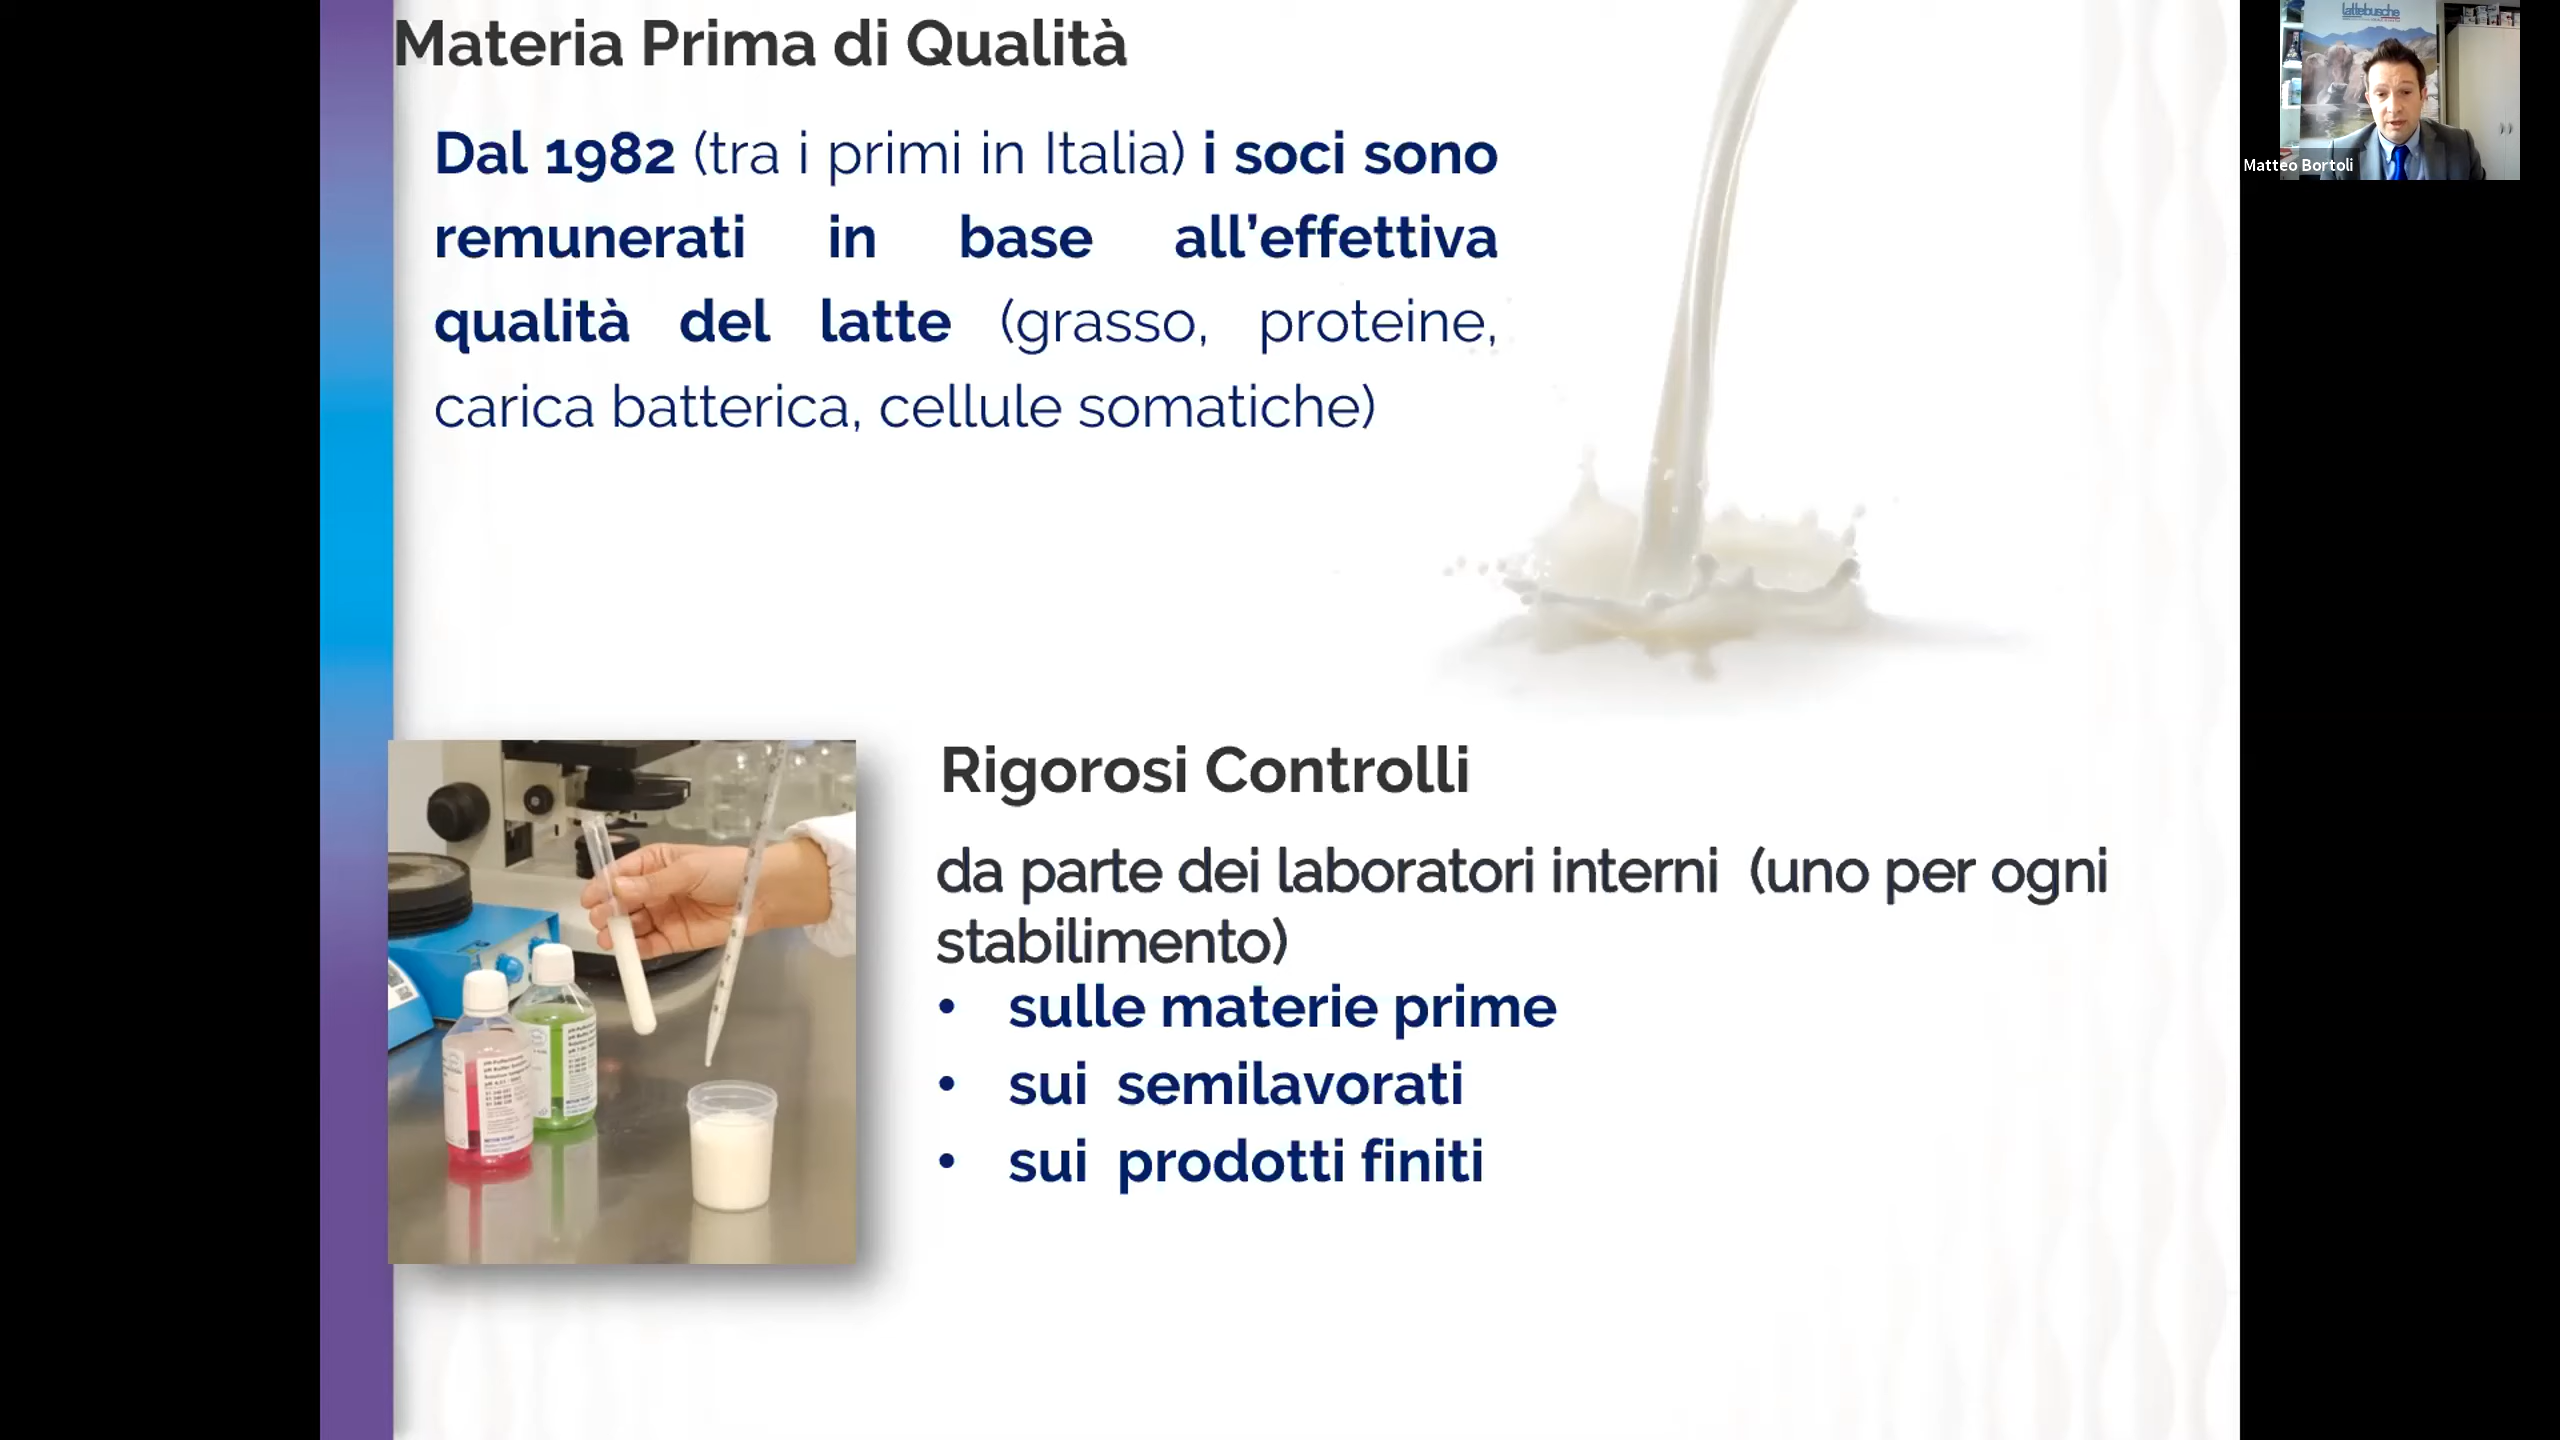 Materia Prima di Qualità
Dal 1982 (tra i primi in Italia) i soci sono
remunerati in base all’effettiva
qualità del latte (grasso, proteine,
carica batterica, cellule somatiche)
lattebusche
Matteo Bortoli
Rigorosi Controlli
da parte dei laboratori interni (uno per ogni
stabilimento)
• sulle materie prime
• sui semilavorati
• sui prodotti finiti